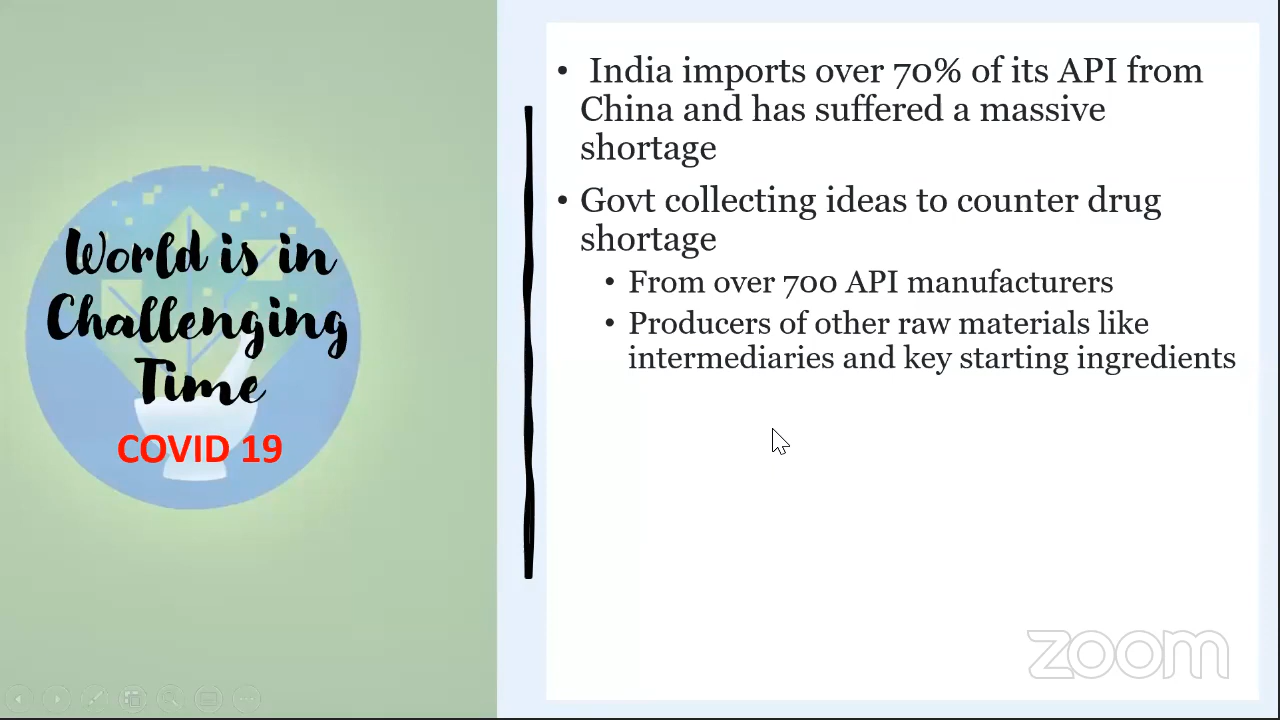 World is in
Challenging
Time
COVID 19
• India imports over 70% of its API from
China and has suffered a massive
shortage
• Govt collecting ideas to counter drug
shortage
• From over 700 API manufacturers
• Producers of other raw materials like
intermediaries and key starting ingredients
zoom